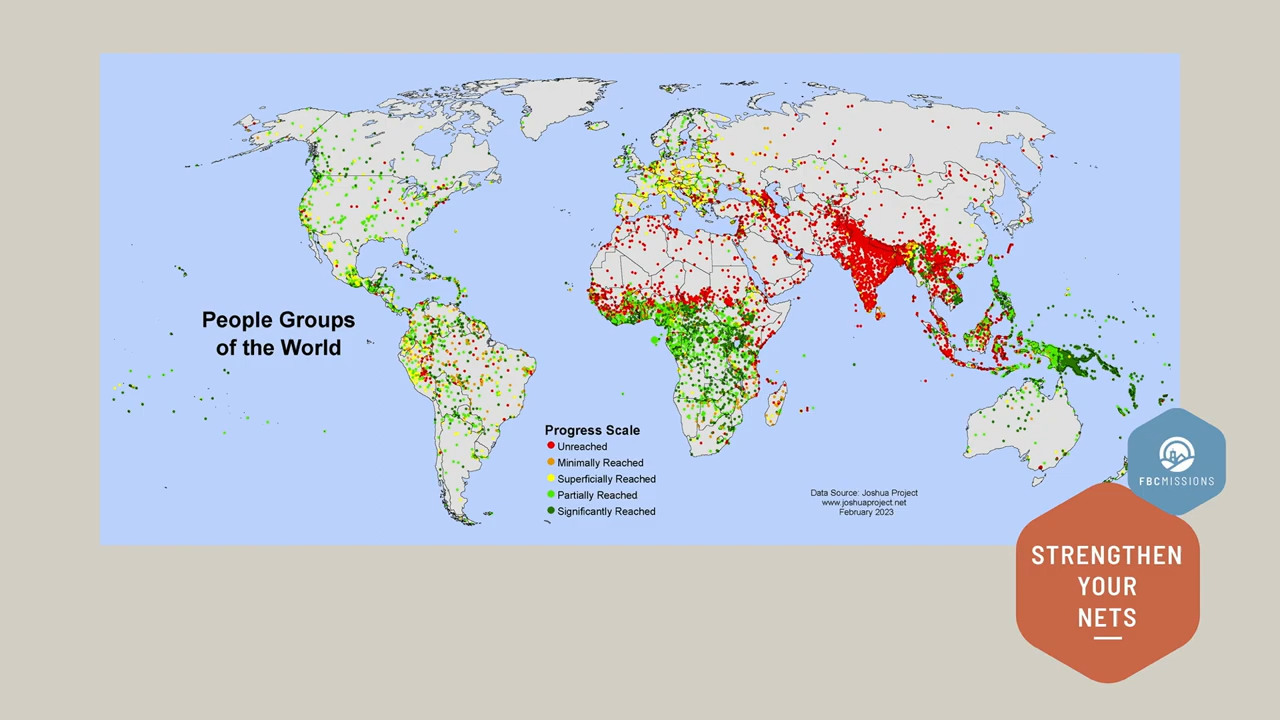 People Groups
of the World
Progress Scale
Unreached
Minimally Reached
Superficially Reached
Partially Reached
Significantly Reached
Data Source: Joshua Project
www.joshuaproject.net
February 2023
FBCMISSIONS
STRENGTHEN
YOUR
NETS